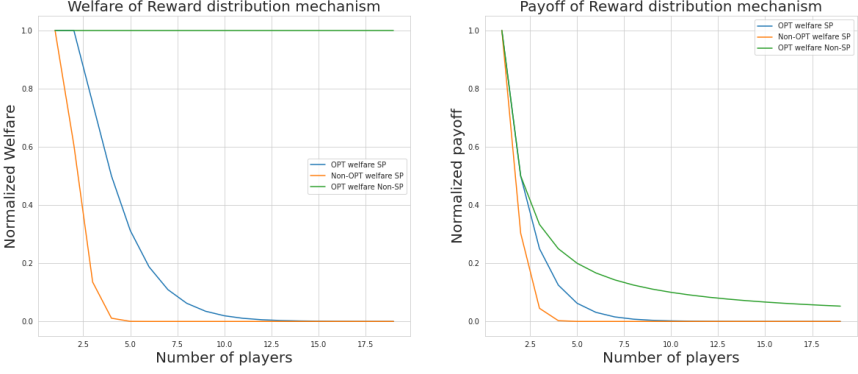 Welfare of Reward distribution mechanism
1.0
0.8
0.6
0.4
0.2
0.0
Normalized Welfare
OPT welfare SP
Non-OPT welfare SP
OPT welfare Non-SP
2.5 5.0 7.5 10.0 12.5 15.0 17.5
Number of players
Payoff of Reward distribution mechanism
1.0
0.8
0.6
0.4
0.2
0.0
Normalized payoff
OPT welfare SP
Non-OPT welfare SP
OPT welfare Non-SP
2.5 5.0 7.5 10.0 12.5 15.0 17.5
Number of players